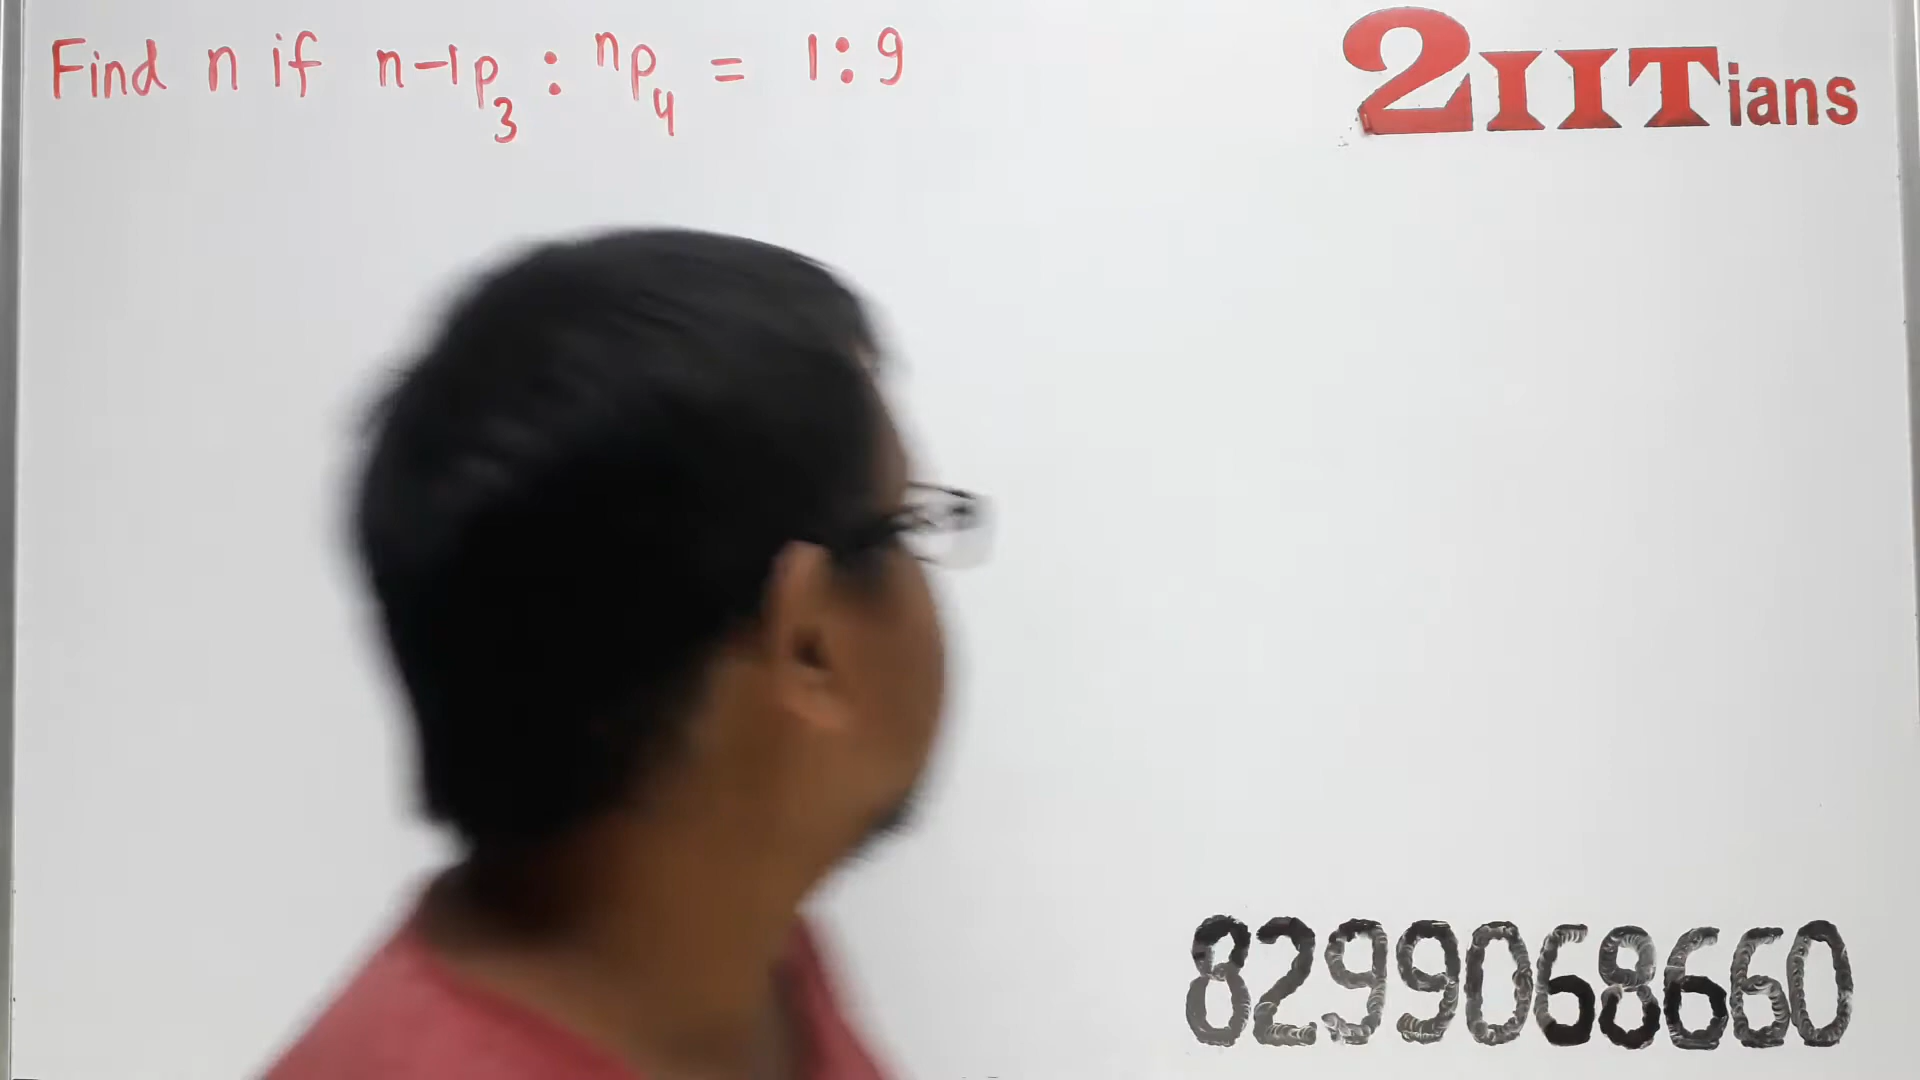 Find n if n-1p₃ : ⁿp₄ = 1:9
2IITians
8299068660